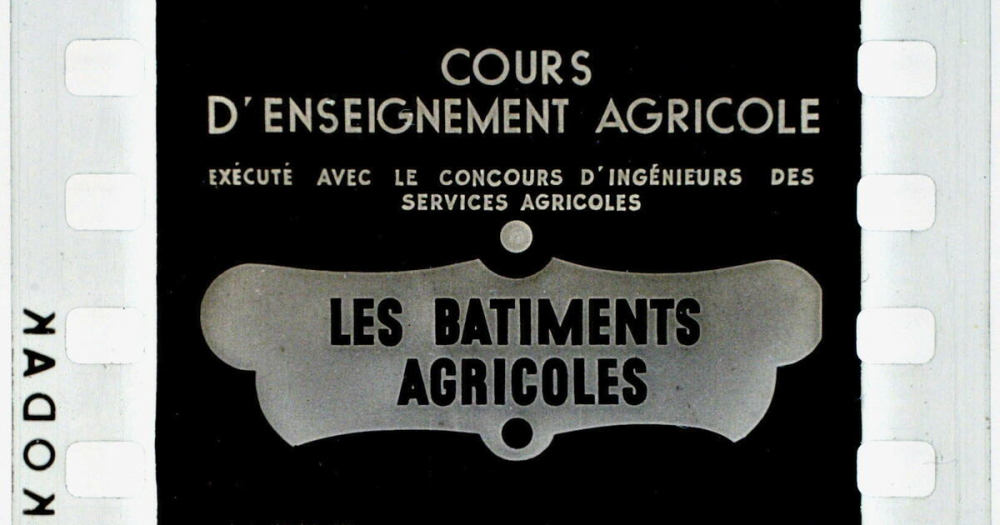 COURS
D'ENSEIGNEMENT AGRICOLE
EXÉCUTÉ AVEC LE CONCOURS D'INGÉNIEURS DES
SERVICES AGRICOLES
LES BATIMENTS
AGRICOLES
KODAK